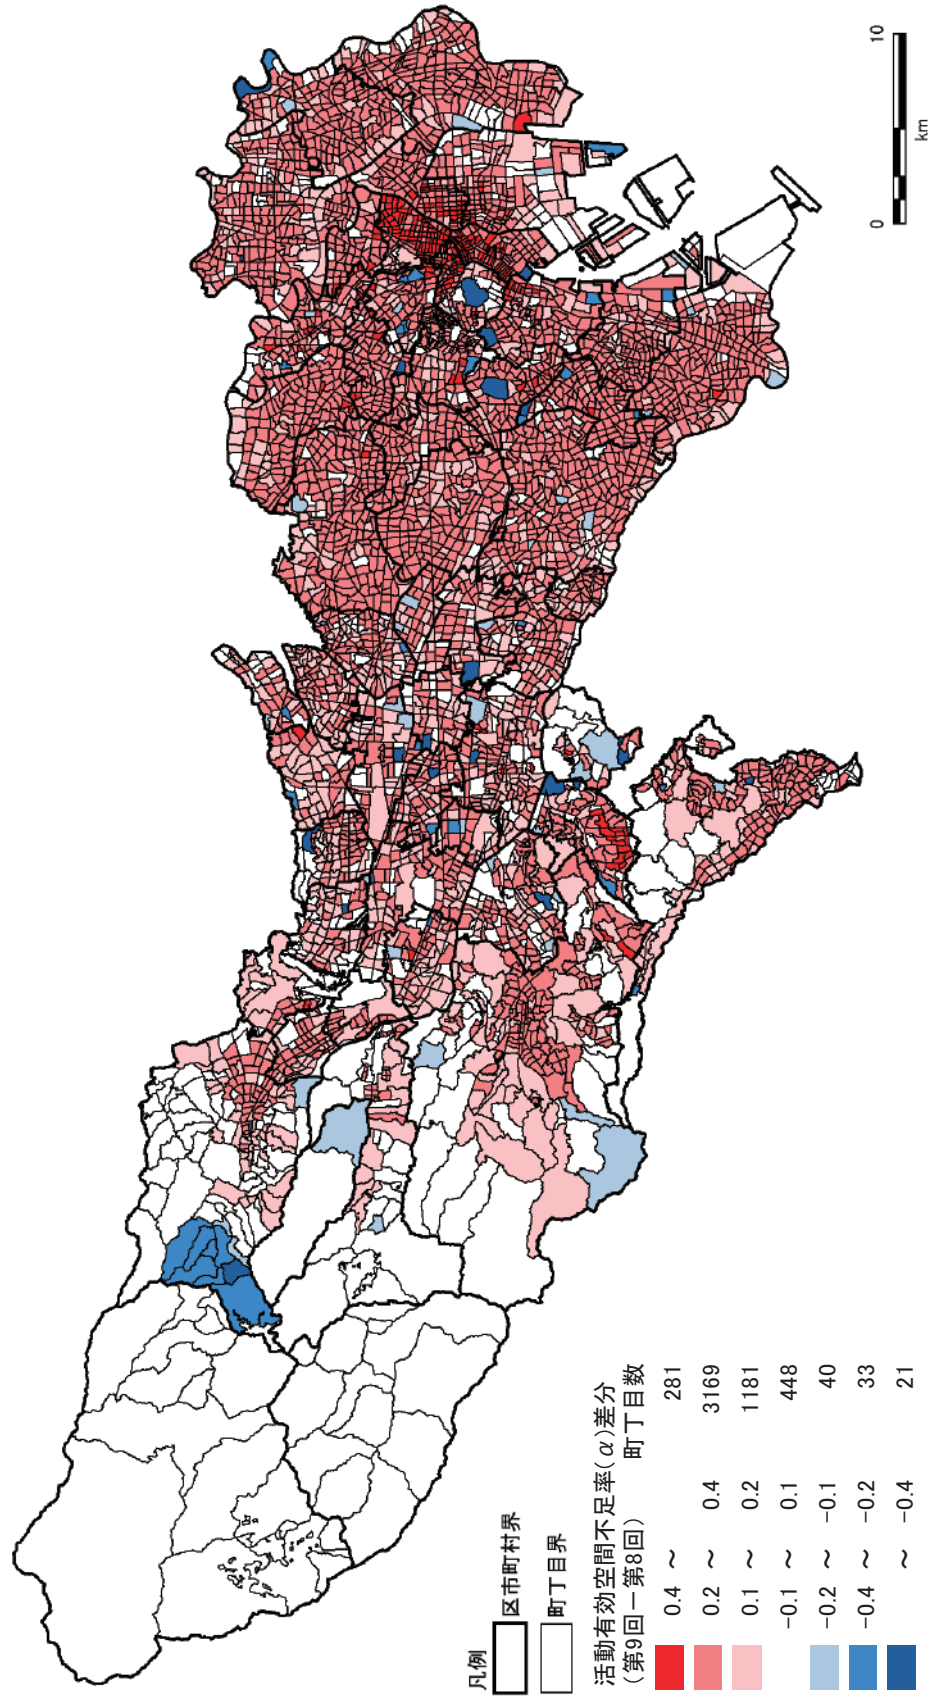 凡例
区市町村界
町丁目界
活動有効空間不足率(α)差分
(第9回－第8回) 町丁目数
0.4 ～ 281
0.2 ～ 0.4 3169
0.1 ～ 0.2 1181
−0.1 ～ 0.1 448
−0.2 ～ −0.1 40
−0.4 ～ −0.2 33
～ −0.4 21
0 10
km